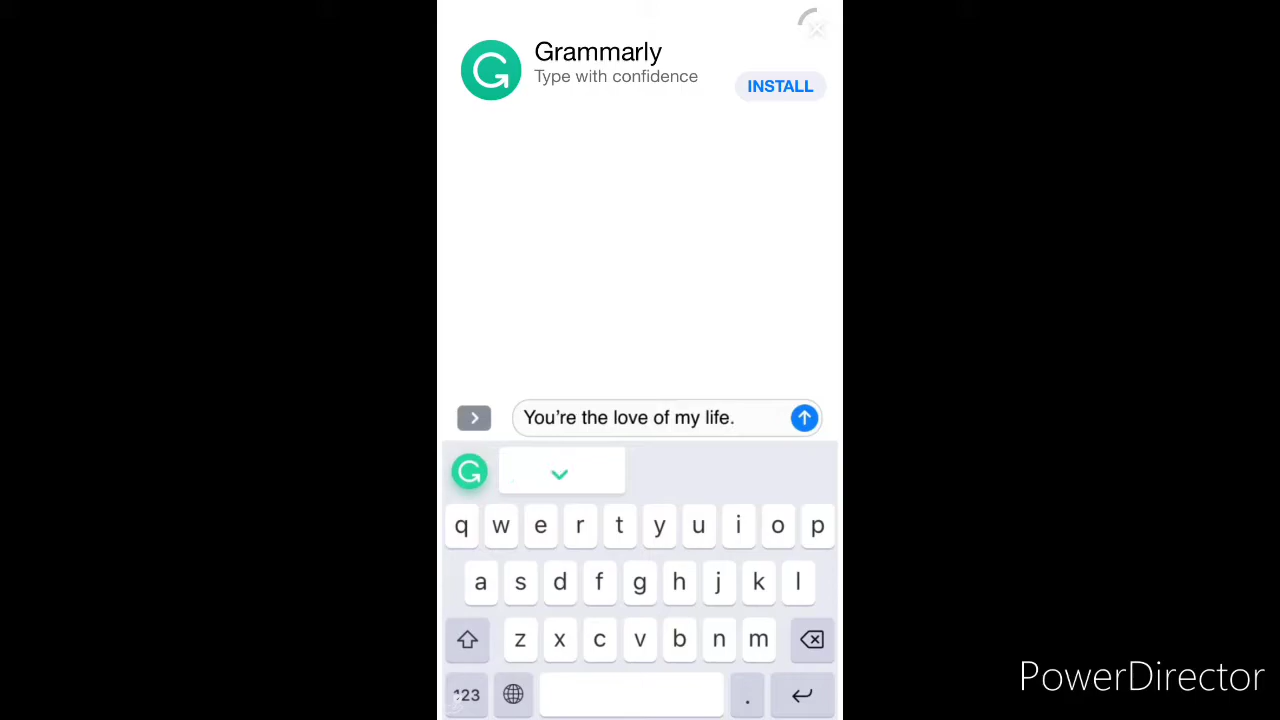 Grammarly
Type with confidence
INSTALL
You’re the love of my life.
q w e r t y u i o p
a s d f g h j k l
z x c v b n m
123 .
PowerDirector